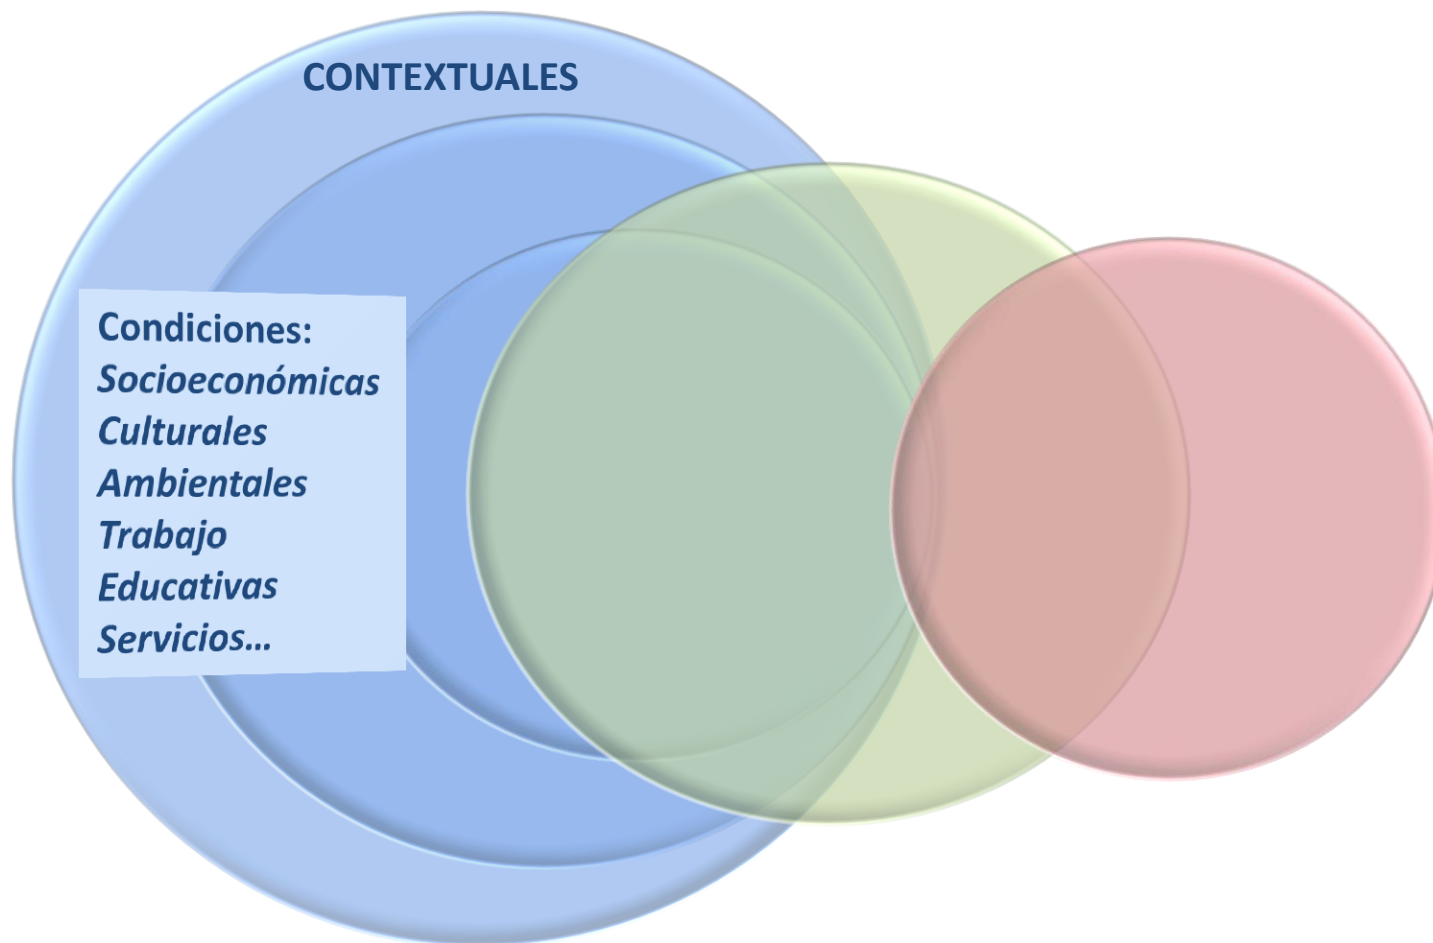 CONTEXTUALES
Condiciones:
Socioeconómicas
Culturales
Ambientales
Trabajo
Educativas
Servicios...